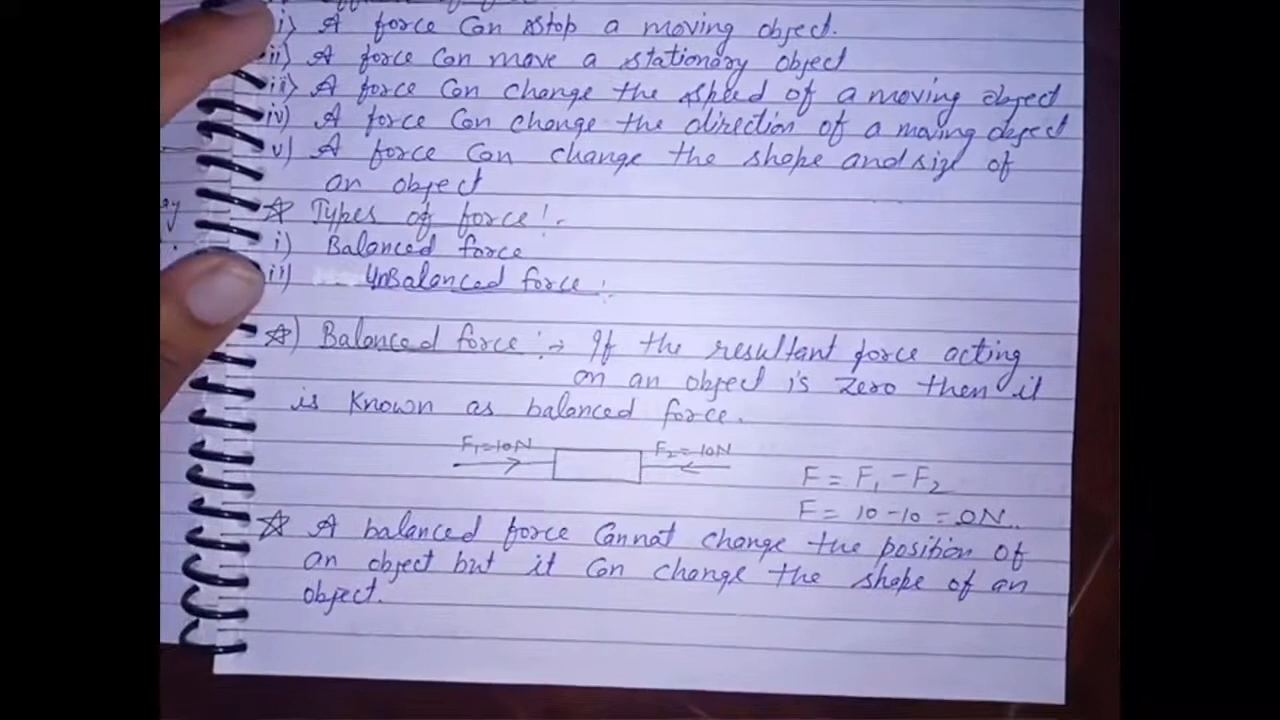 i) A force Can stop a moving object.
ii) A force Can move a stationary object
iii) A force Can change the speed of a moving object
iv) A force Can change the direction of a moving object
v) A force Can change the shape and size of
an object
☆ Types of force!-
i) Balanced force
ii) UnBalanced force :
☆) Balanced force :→ If the resultant force acting
on an object is zero then it
is Known as balanced force.
F₁=10N F₂=10N
F = F₁ - F₂
F = 10 - 10 = 0N.
☆ A balanced force Cannot change the position of
an object but it Can change the shape of an
object.